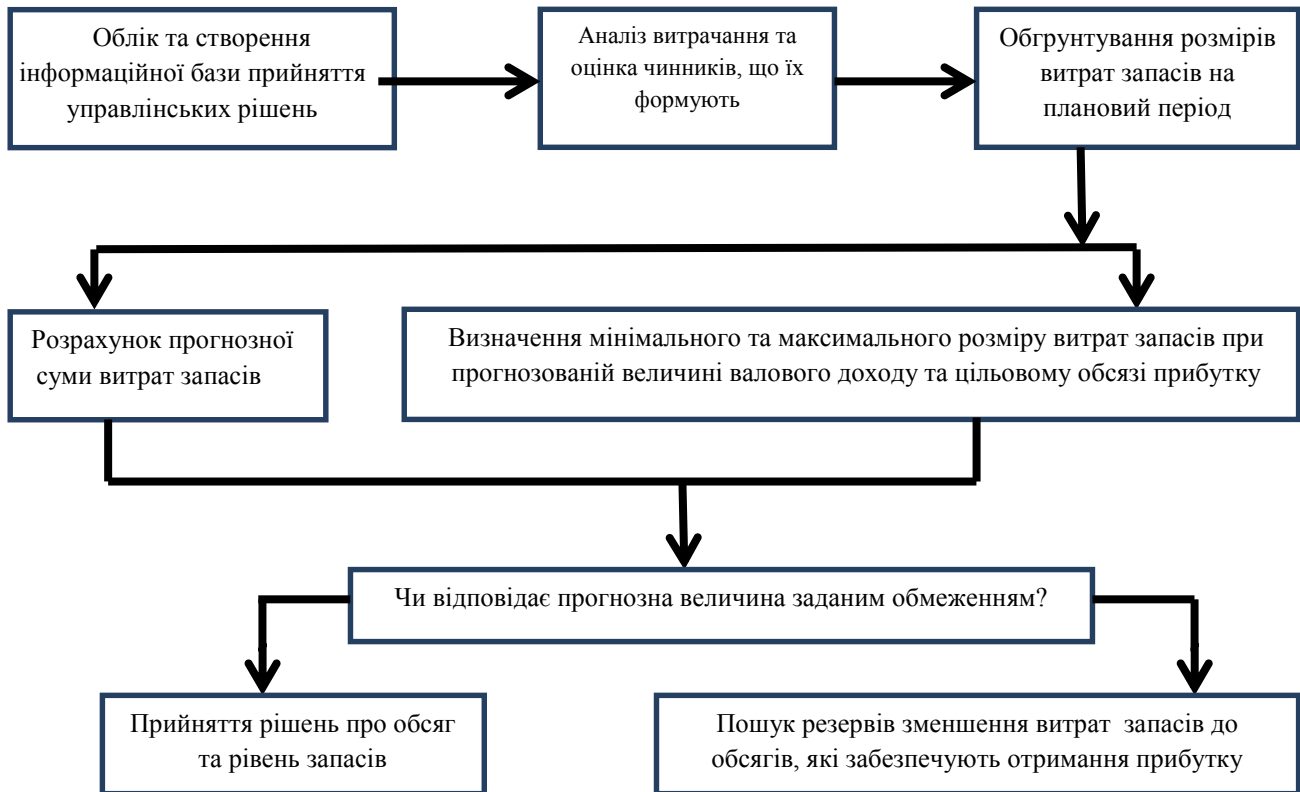 Облік та створення
інформаційної бази прийняття
управлінських рішень
Аналіз витрачання та
оцінка чинників, що їх
формують
Обгрунтування розмірів
витрат запасів на
плановий період
Розрахунок прогнозної
суми витрат запасів
Визначення мінімального та максимального розміру витрат запасів при
прогнозованій величині валового доходу та цільовому обсязі прибутку
Чи відповідає прогнозна величина заданим обмеженням?
Прийняття рішень про обсяг
та рівень запасів
Пошук резервів зменшення витрат запасів до
обсягів, які забезпечують отримання прибутку